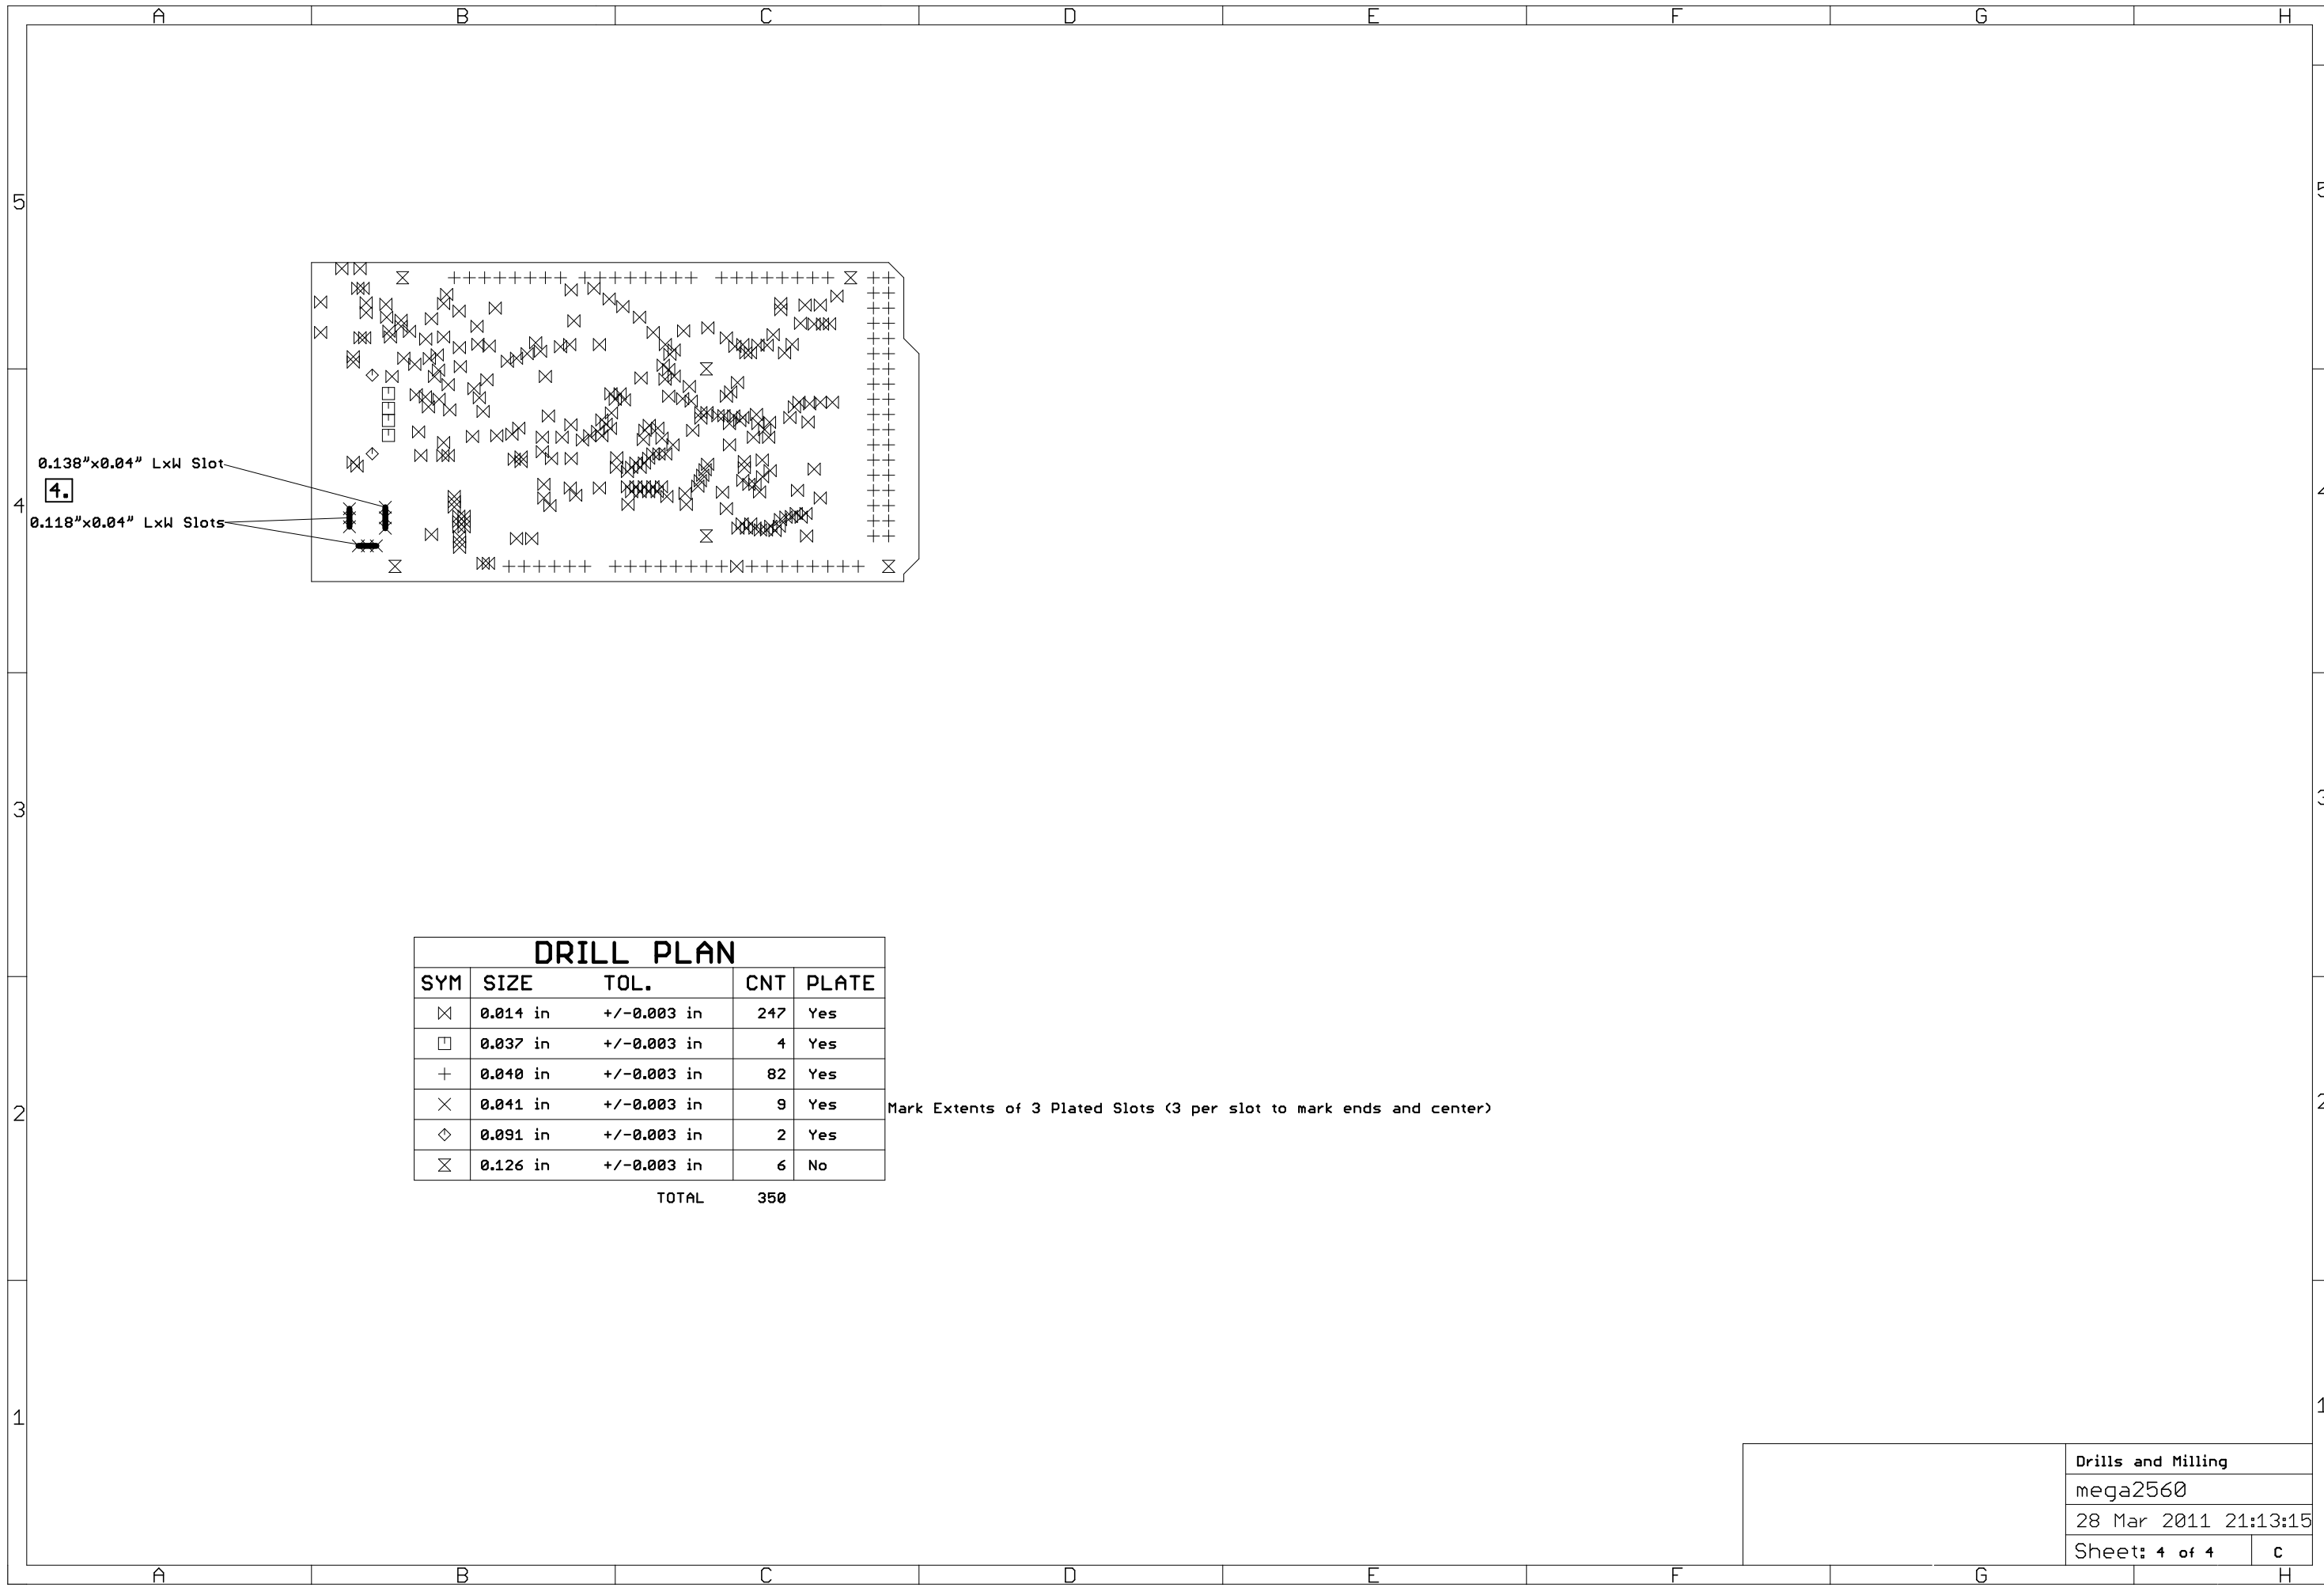 A B C D E F G H
5 5
0.138"x0.04" LxW Slot
4.
4 4
0.118"x0.04" LxW Slots
3 3
DRILL PLAN
SYM SIZE TOL. CNT PLATE
0.014 in +/-0.003 in 247 Yes
0.037 in +/-0.003 in 4 Yes
0.040 in +/-0.003 in 82 Yes
0.041 in +/-0.003 in 9 Yes Mark Extents of 3 Plated Slots (3 per slot to mark ends and center)
2 2
0.091 in +/-0.003 in 2 Yes
0.126 in +/-0.003 in 6 No
TOTAL 350
1 1
Drills and Milling
mega2560
28 Mar 2011 21:13:15
Sheet: 4 of 4 C
A B C D E F G H